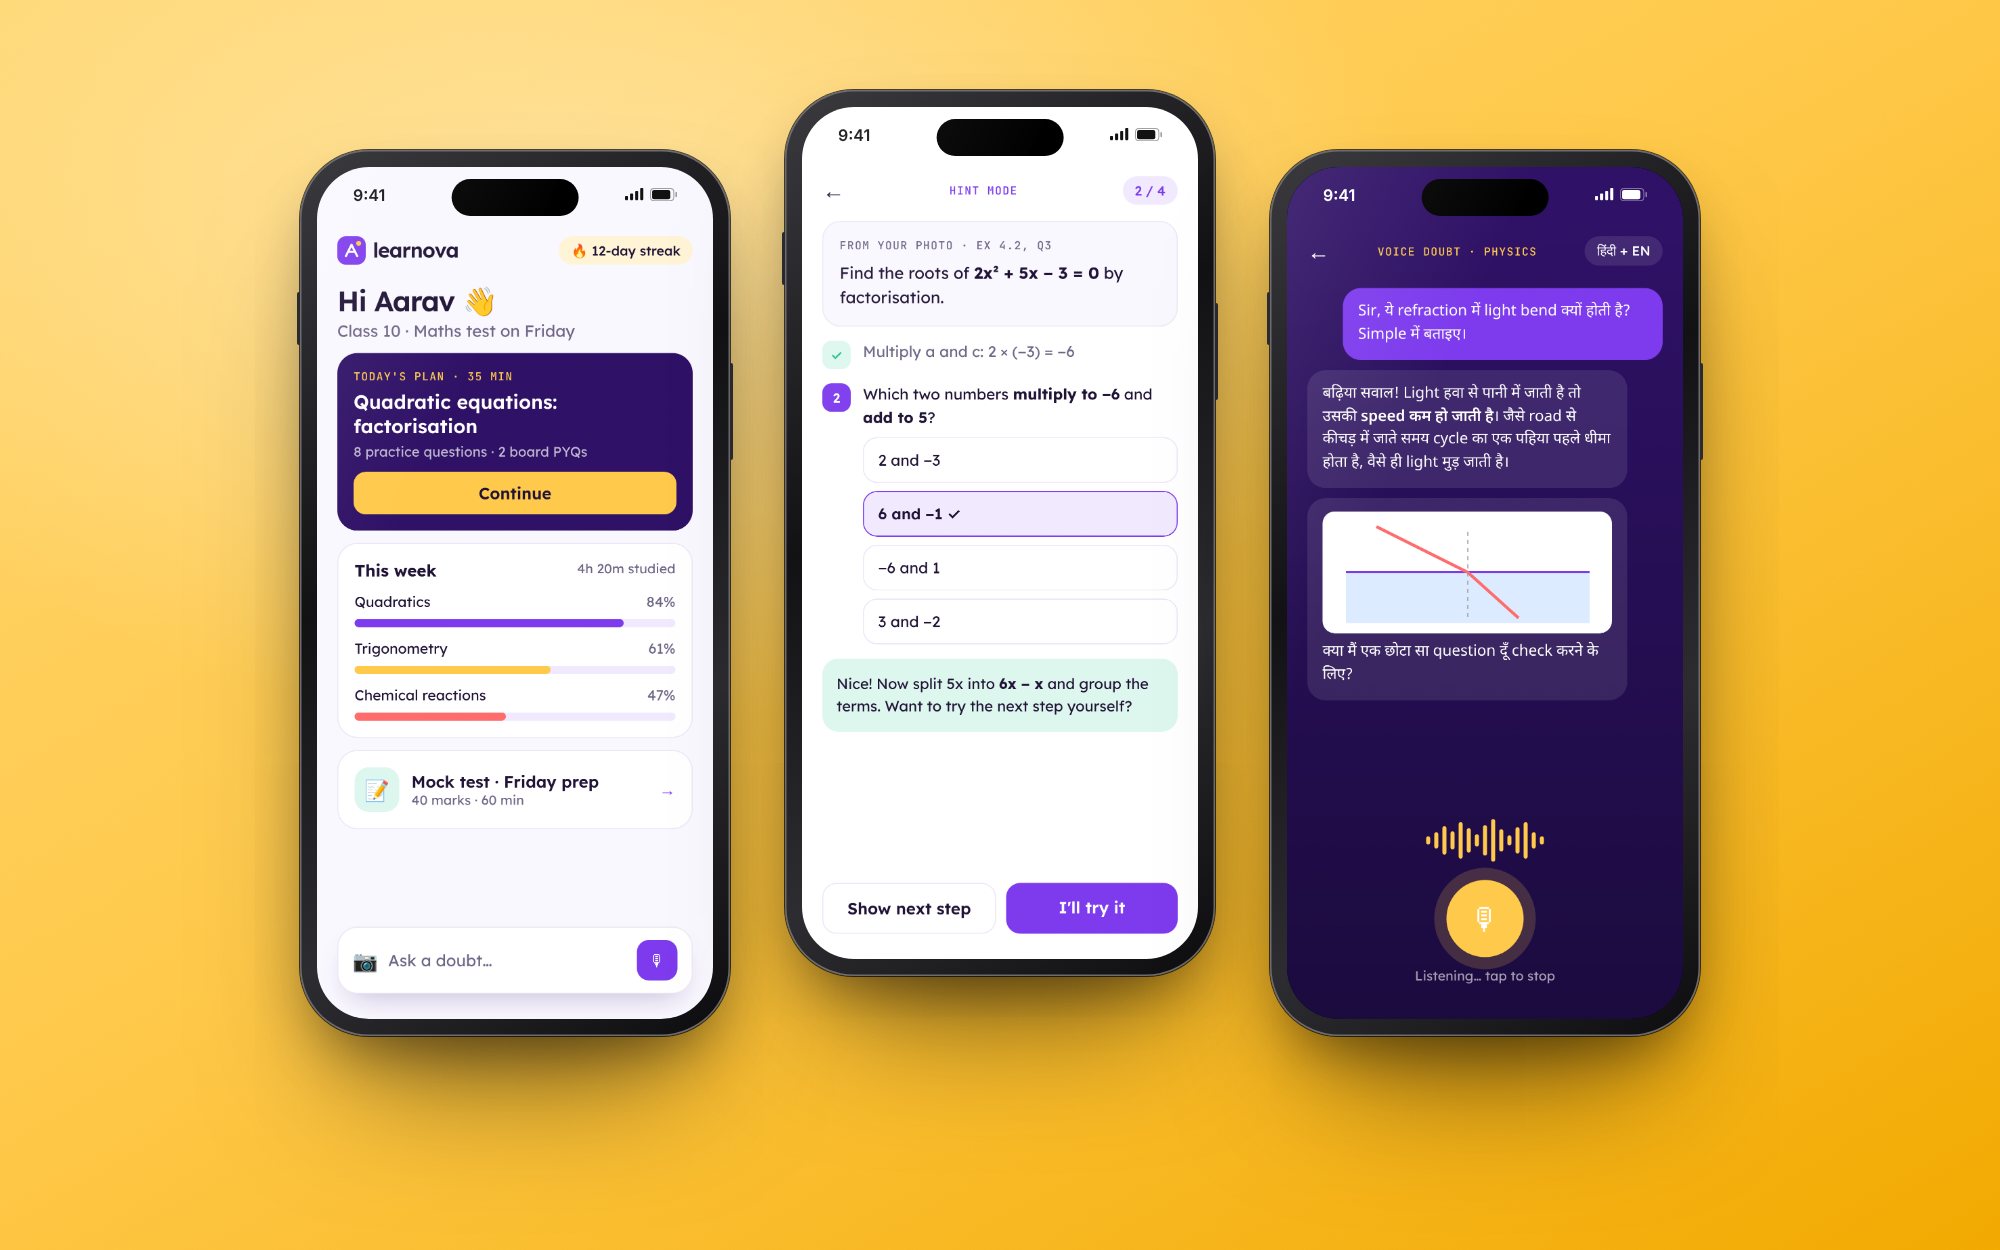 9:41
learnova
🔥 12-day streak
Hi Aarav 👋
Class 10 · Maths test on Friday
TODAY'S PLAN · 35 MIN
Quadratic equations:
factorisation
8 practice questions · 2 board PYQs
Continue
This week
4h 20m studied
Quadratics
84%
Trigonometry
61%
Chemical reactions
47%
Mock test · Friday prep
40 marks · 60 min
→
Ask a doubt...
9:41
←
HINT MODE
2 / 4
FROM YOUR PHOTO · EX 4.2, Q3
Find the roots of 2x² + 5x − 3 = 0 by
factorisation.
✓
Multiply a and c: 2 × (−3) = −6
2
Which two numbers multiply to −6 and
add to 5?
2 and −3
6 and −1 ✓
−6 and 1
3 and −2
Nice! Now split 5x into 6x − x and group the
terms. Want to try the next step yourself?
Show next step
I'll try it
9:41
←
VOICE DOUBT · PHYSICS
हिंदी + EN
Sir, ये refraction में light bend क्यों होती है?
Simple में बताइए।
बढ़िया सवाल! Light हवा से पानी में जाती है तो
उसकी speed कम हो जाती है। जैसे road से
कीचड़ में जाते समय cycle का एक पहिया पहले धीमा
होता है, वैसे ही light मुड़ जाती है।
क्या मैं एक छोटा सा question दूँ check करने के
लिए?
Listening… tap to stop